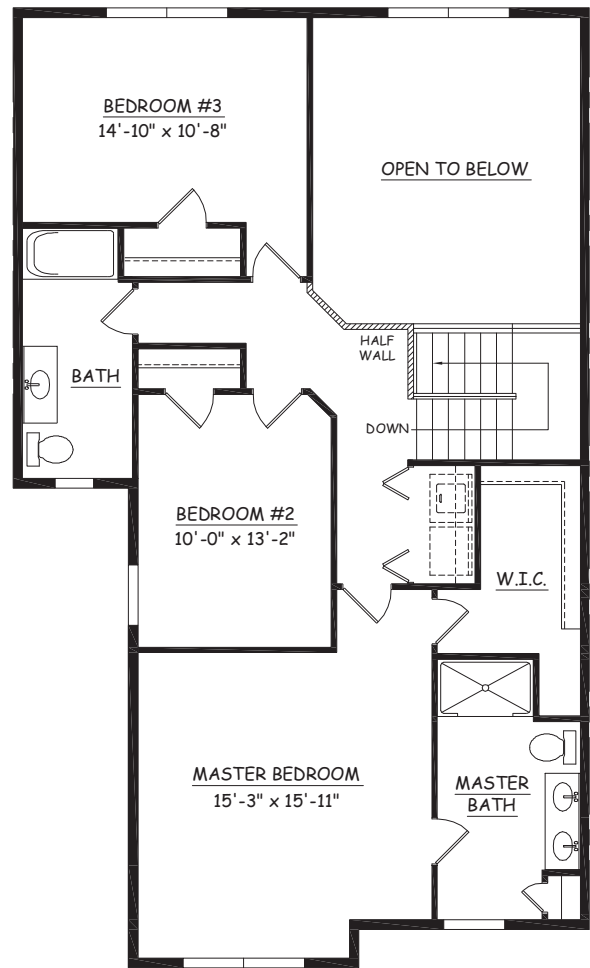 BEDROOM #3
14'-10" x 10'-8"
OPEN TO BELOW
HALF
WALL
BATH
DOWN
BEDROOM #2
10'-0" x 13'-2"
W.I.C.
MASTER BEDROOM
15'-3" x 15'-11"
MASTER
BATH